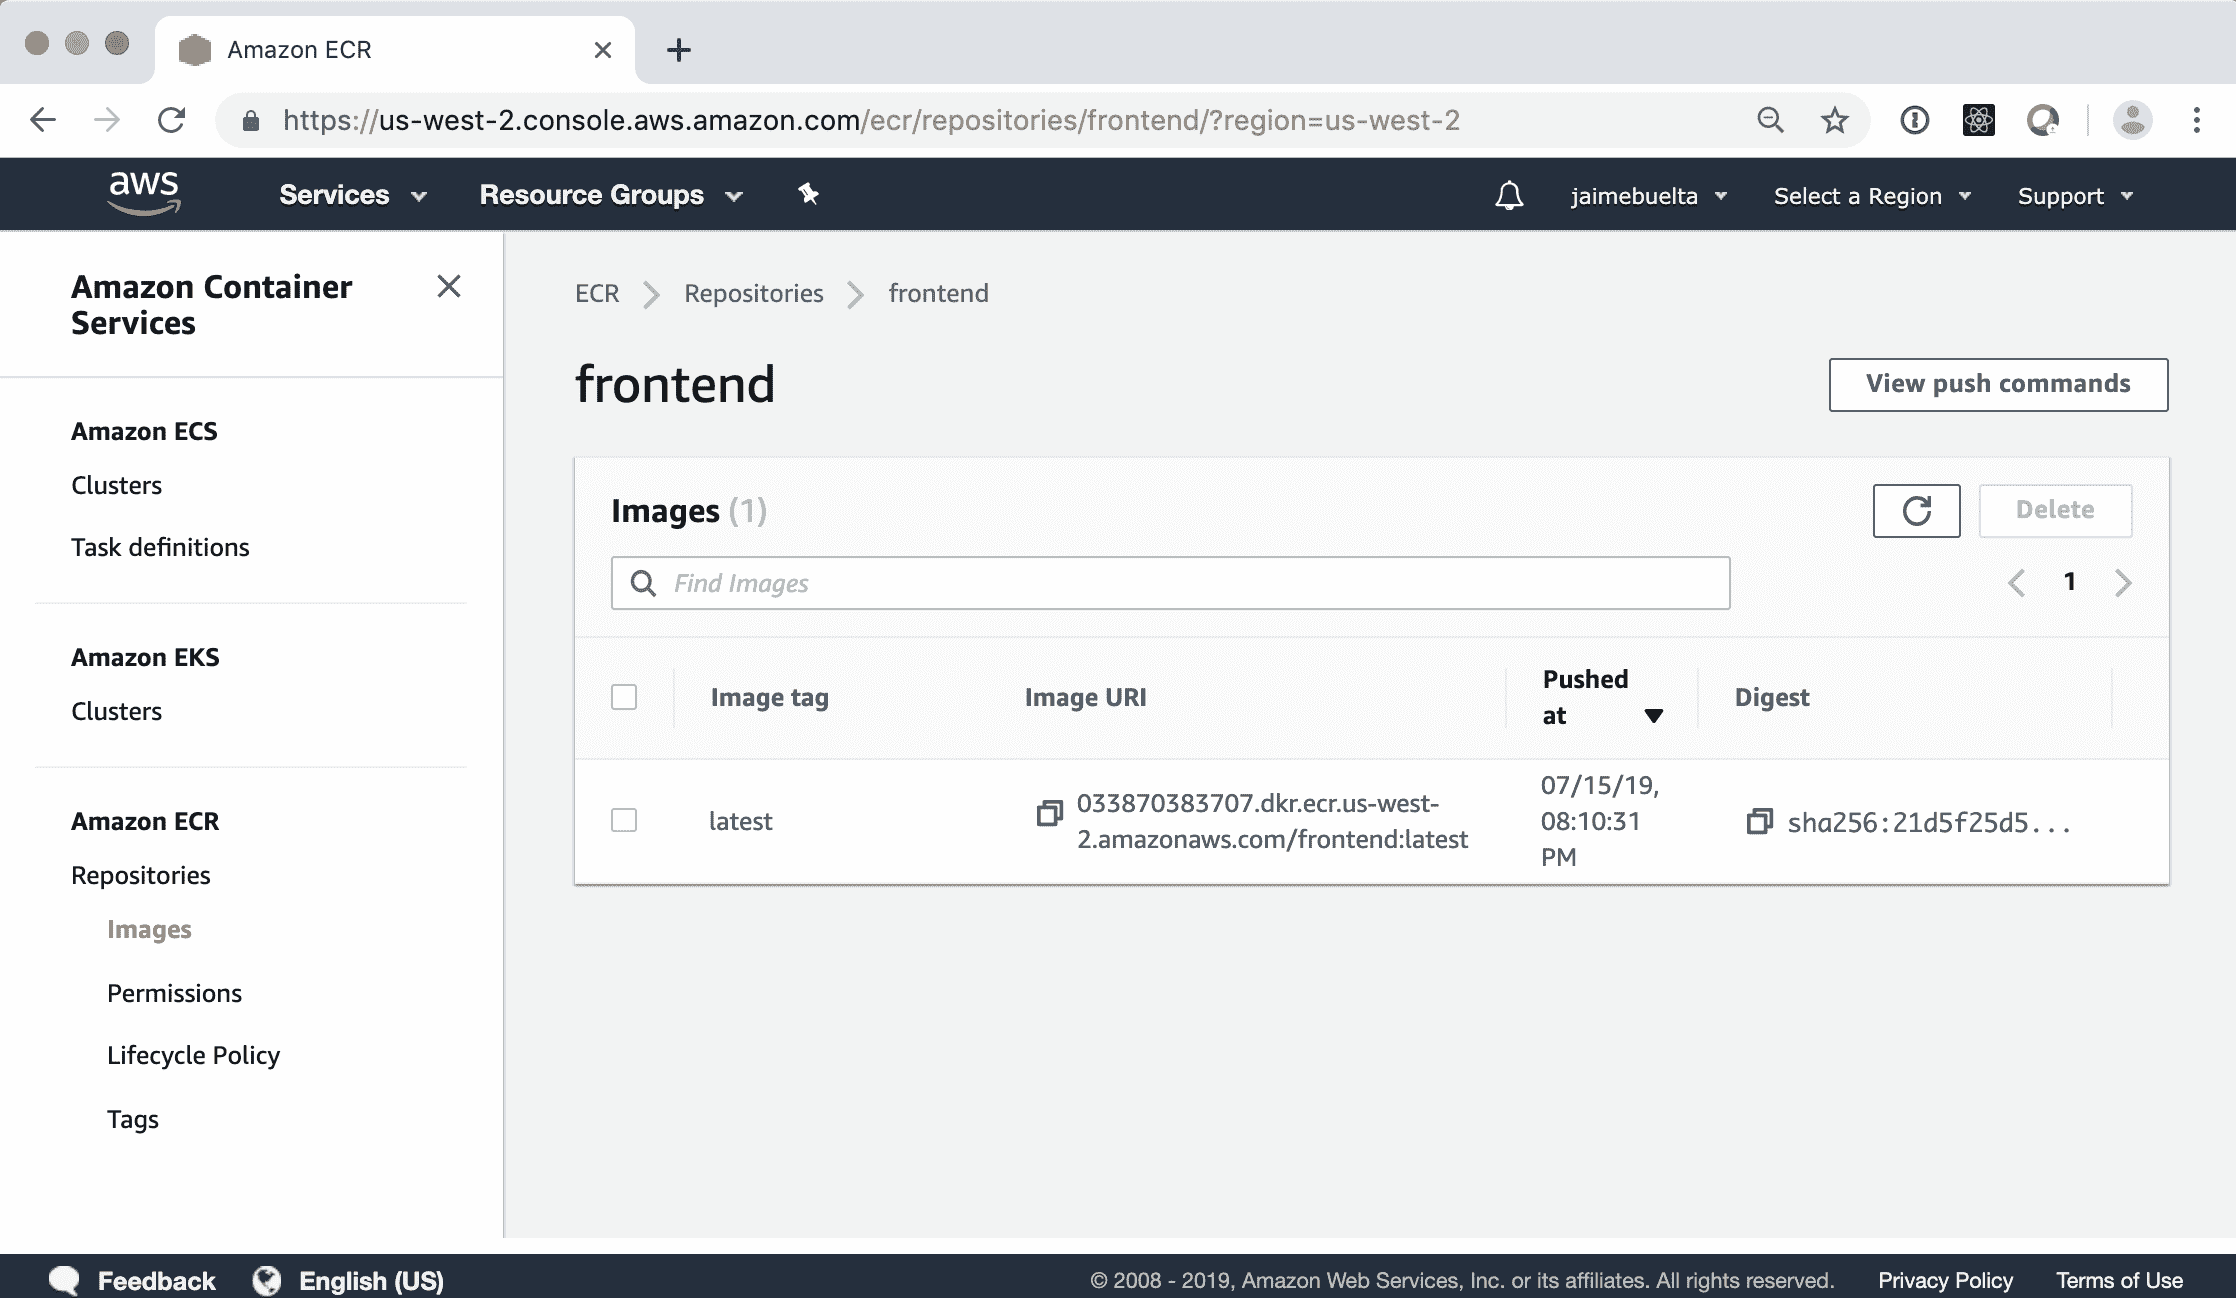 Amazon ECR
https://us-west-2.console.aws.amazon.com/ecr/repositories/frontend/?region=us-west-2
aws
Services
Resource Groups
jaimebuelta
Select a Region
Support
Amazon Container
Services
Amazon ECS
Clusters
Task definitions
Amazon EKS
Clusters
Amazon ECR
Repositories
Images
Permissions
Lifecycle Policy
Tags
ECR
Repositories
frontend
frontend
View push commands
Images (1)
Delete
Find Images
1
Image tag
Image URI
Pushed
at
Digest
latest
033870383707.dkr.ecr.us-west-
2.amazonaws.com/frontend:latest
07/15/19,
08:10:31
PM
sha256:21d5f25d5...
Feedback
English (US)
© 2008 - 2019, Amazon Web Services, Inc. or its affiliates. All rights reserved.
Privacy Policy
Terms of Use